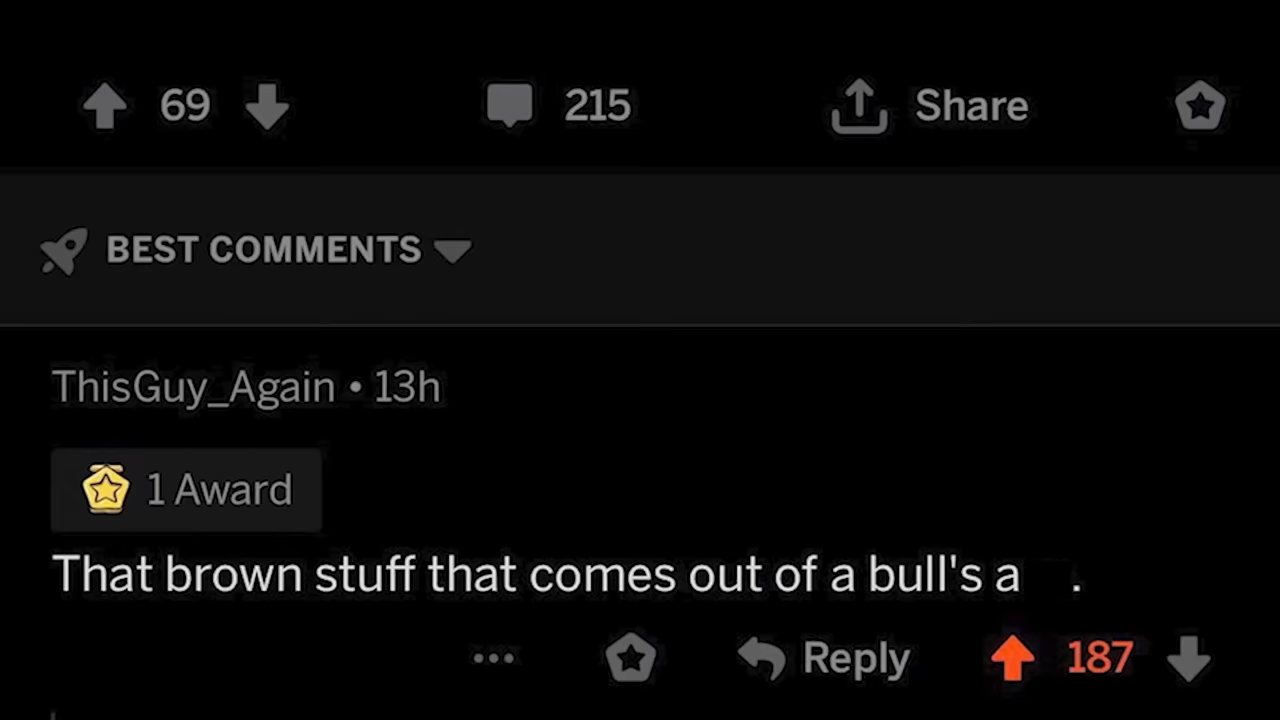 69 215 Share
BEST COMMENTS
ThisGuy_Again • 13h
1 Award
That brown stuff that comes out of a bull's a .
... Reply 187